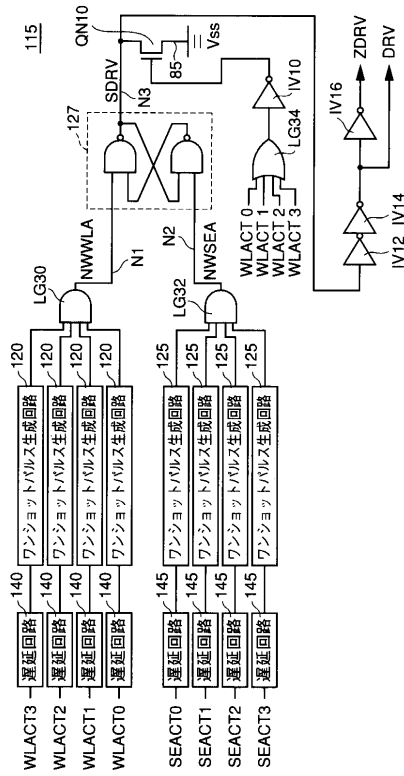 115
WLACT3
遅延回路
140
ワンショットパルス生成回路
120
WLACT2
遅延回路
140
ワンショットパルス生成回路
120
WLACT1
遅延回路
140
ワンショットパルス生成回路
120
WLACT0
遅延回路
140
ワンショットパルス生成回路
120
SEACT0
遅延回路
145
ワンショットパルス生成回路
125
SEACT1
遅延回路
145
ワンショットパルス生成回路
125
SEACT2
遅延回路
145
ワンショットパルス生成回路
125
SEACT3
遅延回路
145
ワンショットパルス生成回路
125
LG30
NWWLA
N1
LG32
NWSEA
N2
127
SDRV
N3
QN10
85
Vss
IV10
LG34
WLACT 0
WLACT 1
WLACT 2
WLACT 3
IV12
IV14
IV16
ZDRV
DRV